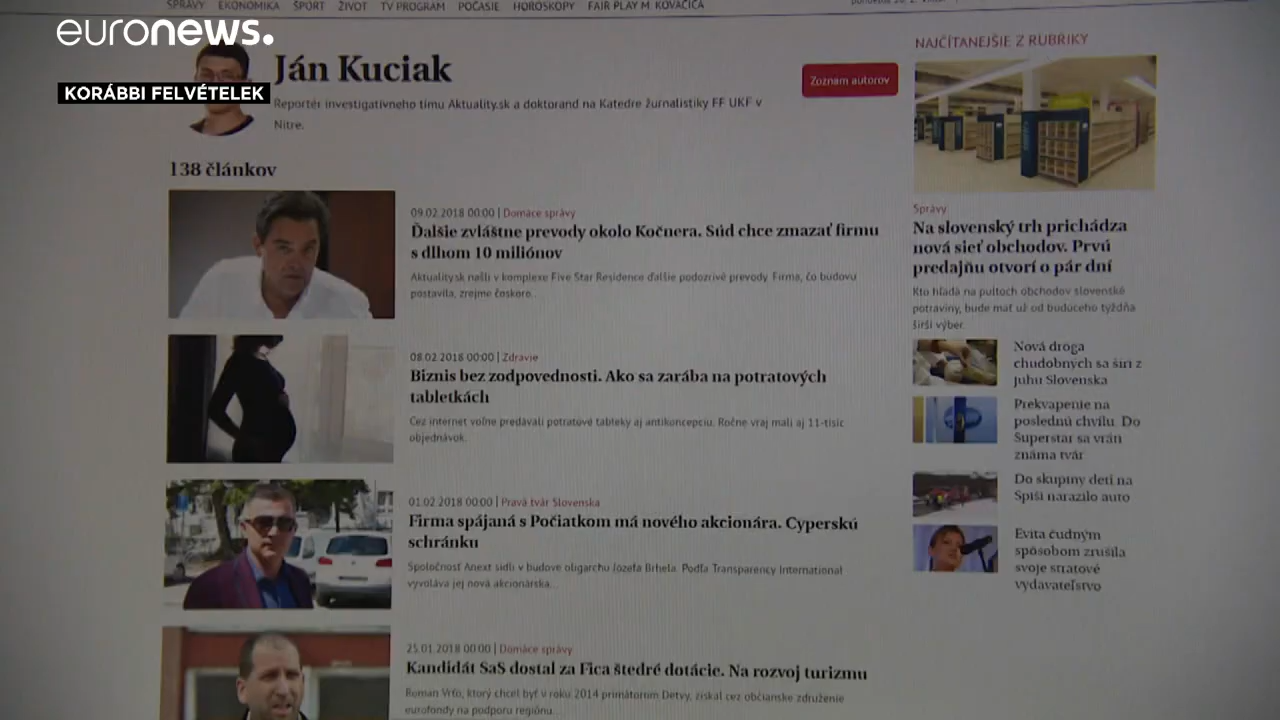 SPRÁVY EKONOMIKA ŠPORT ŽIVOT TV PROGRAM POČASIE HOROSKOPY FAIR PLAY M. KOVAČIČA
euronews.
KORÁBBI FELVÉTELEK
Ján Kuciak
Reportér investigatívneho tímu Aktuality.sk a doktorand na Katedre žurnalistiky FF UKF v
Nitre.
Zoznam autorov
138 článkov
09.02.2018 00:00 | Domáce správy
Ďalšie zvláštne prevody okolo Kočnera. Súd chce zmazať firmu
s dlhom 10 miliónov
Aktuality.sk našli v komplexe Five Star Residence ďalšie podozrivé prevody. Firma, čo budovu
postavila, zrejme čoskoro...
08.02.2018 00:00 | Zdravie
Biznis bez zodpovednosti. Ako sa zarába na potratových
tabletkách
Cez internet voľne predávali potratové tabletky aj antikoncepciu. Ročne vraj mali aj 11-tisíc
objednávok.
01.02.2018 00:00 | Pravá tvár Slovenska
Firma spájaná s Počiatkom má nového akcionára. Cyperskú
schránku
Spoločnosť Anext sídli v budove oligarchu Jozefa Brhela. Podľa Transparency International
vyvoláva jej nová akcionárska...
25.01.2018 00:00 | Domáce správy
Kandidát SaS dostal za Fica štedré dotácie. Na rozvoj turizmu
Roman Vrťo, ktorý chcel byť v roku 2014 primátorom Detvy, získal cez občianske združenie
eurofondy na podporu regiónu...
NAJČÍTANEJŠIE Z RUBRIKY
Správy
Na slovenský trh prichádza
nová sieť obchodov. Prvú
predajňu otvorí o pár dní
Kto hľadá na pultoch obchodov slovenské
potraviny, bude mať už od budúceho týždňa
širší výber.
Nová droga
chudobných sa šíri z
juhu Slovenska
Prekvapenie na
poslednú chvíľu. Do
Superstar sa vráti
známa tvár
Do skupiny detí na
Spiši narazilo auto
Evita čudným
spôsobom zrušila
svoje stratové
vydavateľstvo